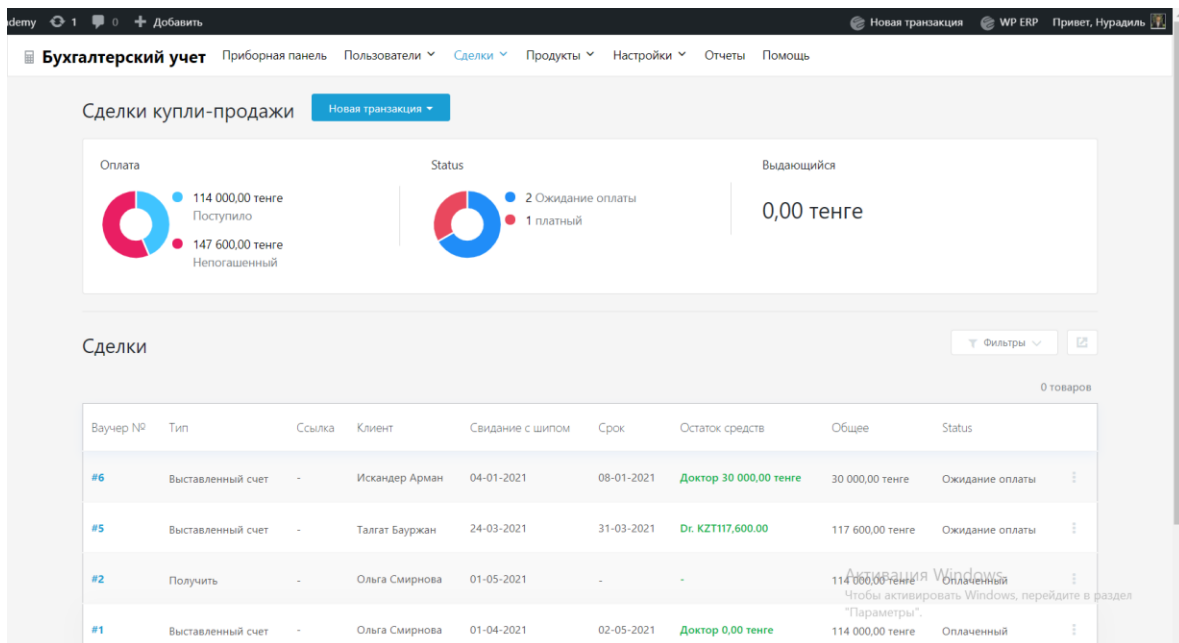 demy 1 0 Добавить Новая транзакция WP ERP Привет, Нурадиль
Бухгалтерский учет Приборная панель Пользователи Сделки Продукты Настройки Отчеты Помощь
Сделки купли-продажи Новая транзакция
Оплата Status Выдающийся
114 000,00 тенге
Поступило
147 600,00 тенге
Непогашенный
2 Ожидание оплаты
1 платный
0,00 тенге
Сделки Фильтры
0 товаров
Ваучер № Тип Ссылка Клиент Свидание с шипом Срок Остаток средств Общее Status
#6 Выставленный счет - Искандер Арман 04-01-2021 08-01-2021 Доктор 30 000,00 тенге 30 000,00 тенге Ожидание оплаты
#5 Выставленный счет - Талгат Бауржан 24-03-2021 31-03-2021 Dr. KZT117,600.00 117 600,00 тенге Ожидание оплаты
#2 Получить - Ольга Смирнова 01-05-2021 - - 114 000,00 тенге Оплаченный
#1 Выставленный счет - Ольга Смирнова 01-04-2021 02-05-2021 Доктор 0,00 тенге 114 000,00 тенге Оплаченный
Активация Windows
Чтобы активировать Windows, перейдите в раздел
"Параметры".